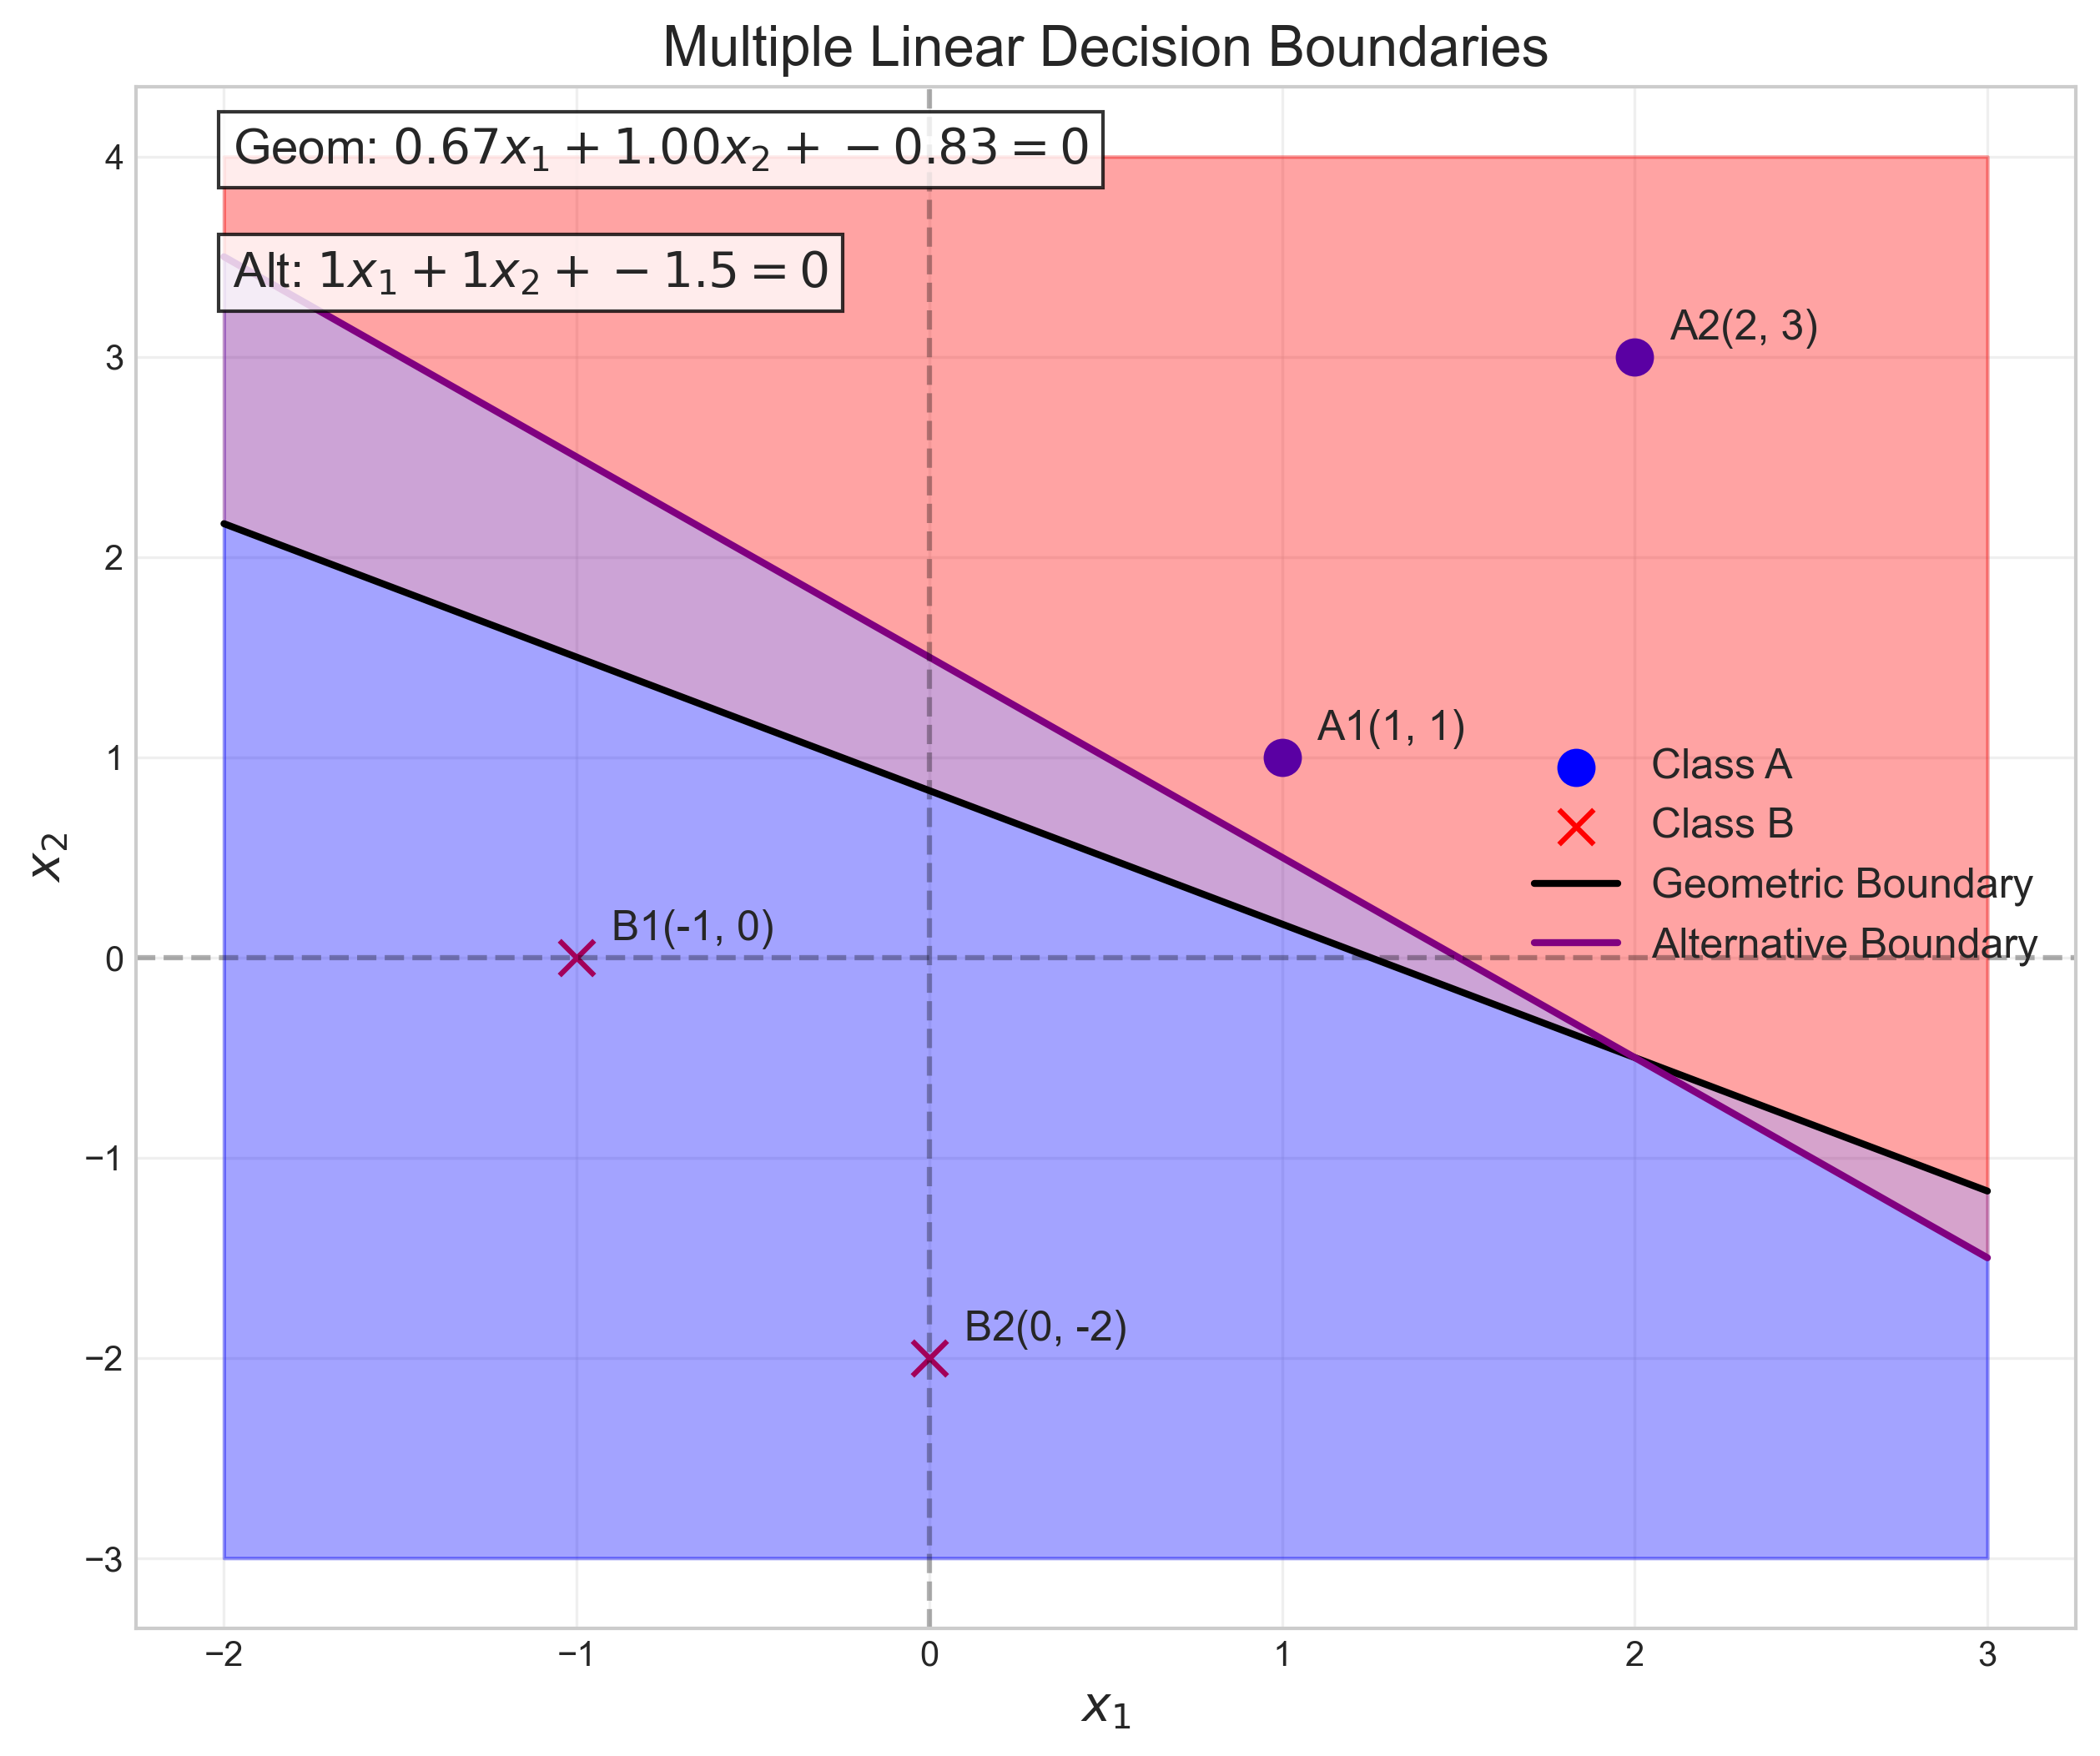 Multiple Linear Decision Boundaries
Geom: 0.67x₁ + 1.00x₂ + −0.83 = 0
Alt: 1x₁ + 1x₂ + −1.5 = 0
A2(2, 3)
A1(1, 1)
B1(-1, 0)
B2(0, -2)
Class A
Class B
Geometric Boundary
Alternative Boundary
4
3
2
1
0
−1
−2
−3
x₂
−2 −1 0 1 2 3
x₁